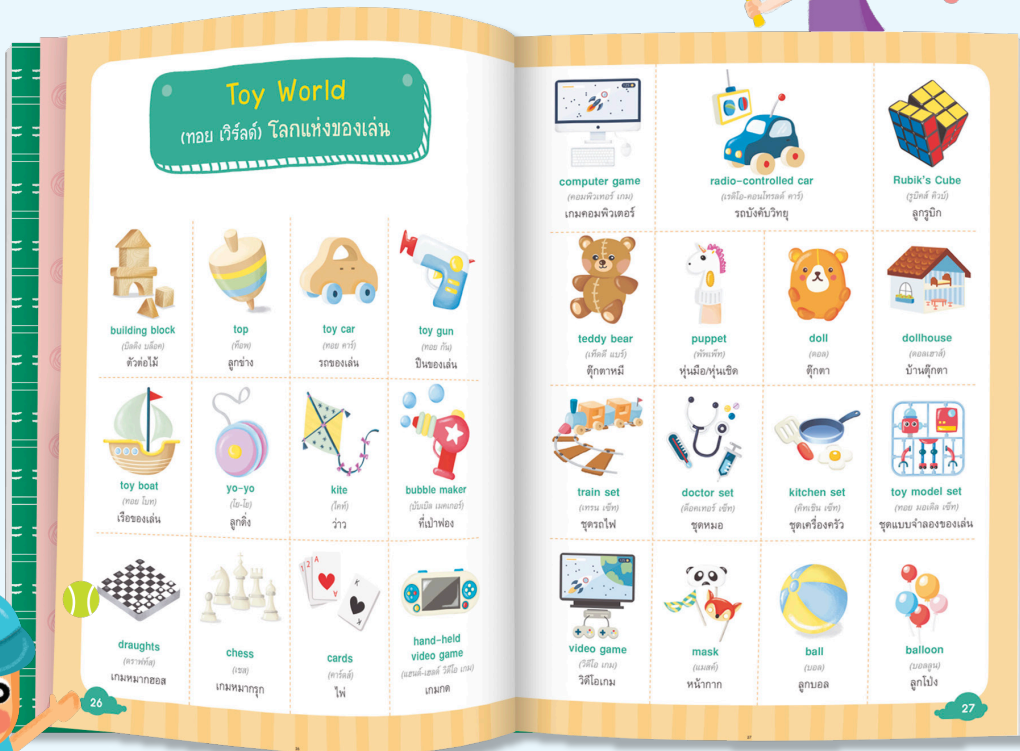 Toy World
(ทอย เวิร์ลด์) โลกแห่งของเล่น
building block
(บิลดิง บล็อค)
ตัวต่อไม้
top
(ท็อพ)
ลูกข่าง
toy car
(ทอย คาร์)
รถของเล่น
toy gun
(ทอย กัน)
ปืนของเล่น
toy boat
(ทอย โบท)
เรือของเล่น
yo-yo
(โย-โย)
ลูกดิ่ง
kite
(ไคท์)
ว่าว
bubble maker
(บับเบิล เมคเกอร์)
ที่เป่าฟอง
draughts
(ดราฟท์ส)
เกมหมากฮอส
chess
(เชส)
เกมหมากรุก
cards
(คาร์ดส์)
ไพ่
hand-held
video game
(แฮนด์-เฮลด์ วิดีโอ เกม)
เกมกด
26
computer game
(คอมพิวเทอร์ เกม)
เกมคอมพิวเตอร์
radio-controlled car
(เรดิโอ-คอนโทรลด์ คาร์)
รถบังคับวิทยุ
Rubik's Cube
(รูบิคส์ คิวบ์)
ลูกรูบิก
teddy bear
(เท็ดดี แบร์)
ตุ๊กตาหมี
puppet
(พัพเพ็ท)
หุ่นมือ/หุ่นเชิด
doll
(ดอล)
ตุ๊กตา
dollhouse
(ดอลเฮาส์)
บ้านตุ๊กตา
train set
(เทรน เซ็ท)
ชุดรถไฟ
doctor set
(ด็อคเทอร์ เซ็ท)
ชุดหมอ
kitchen set
(คิทเช็น เซ็ท)
ชุดเครื่องครัว
toy model set
(ทอย มอเด็ล เซ็ท)
ชุดแบบจำลองของเล่น
video game
(วิดีโอ เกม)
วิดีโอเกม
mask
(แมสค์)
หน้ากาก
ball
(บอล)
ลูกบอล
balloon
(บอลลูน)
ลูกโป่ง
27